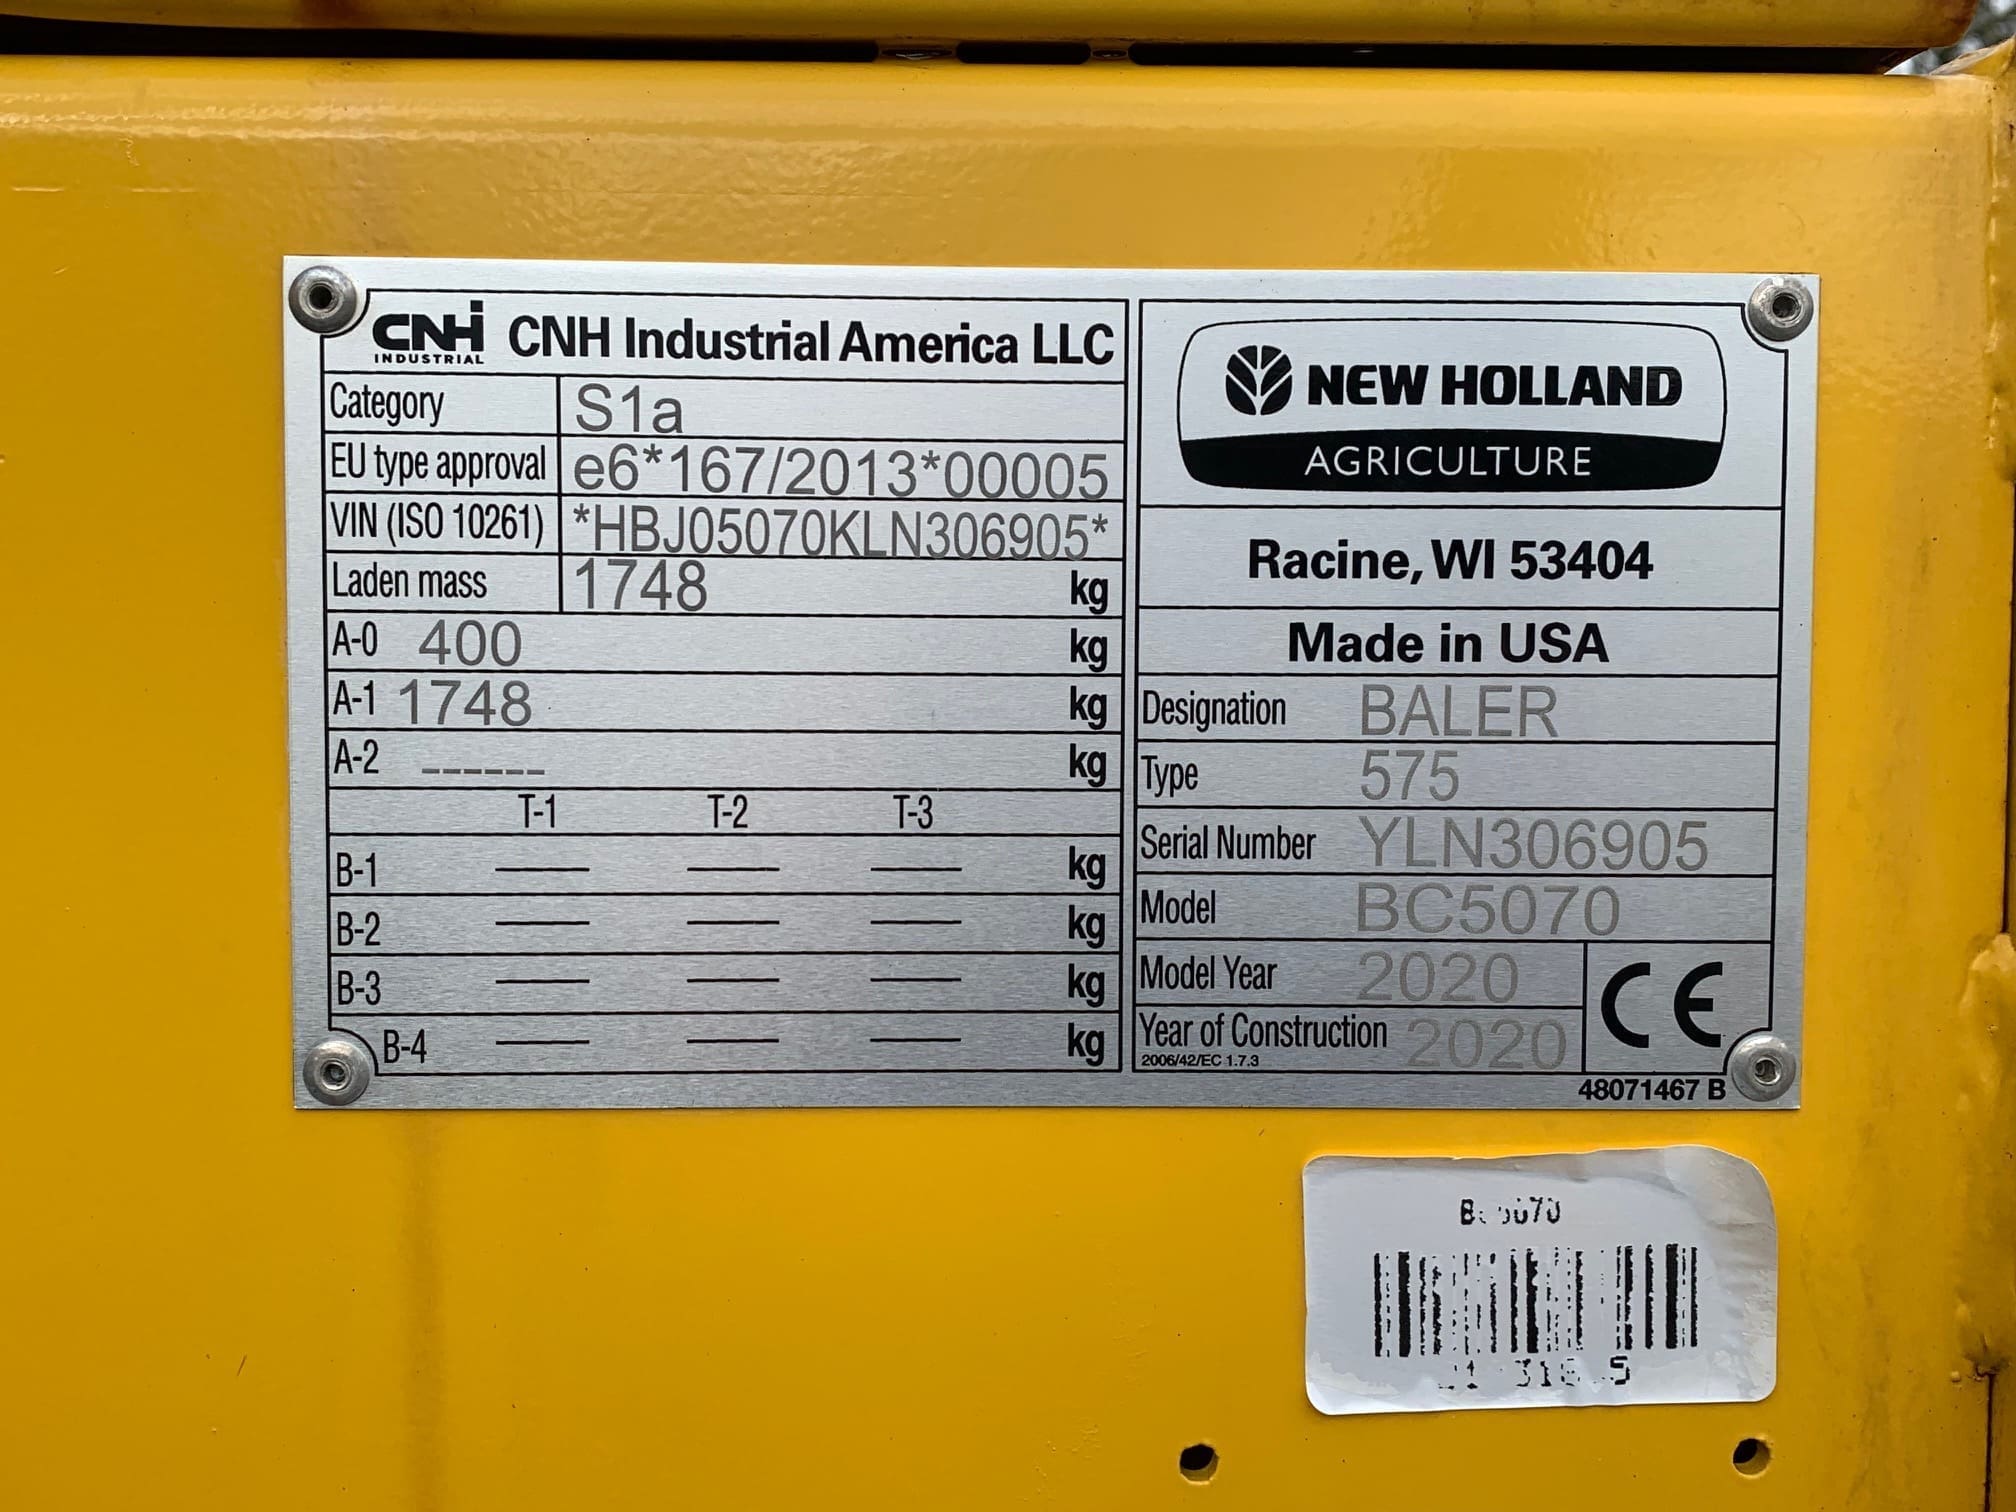 CNH INDUSTRIAL CNH Industrial America LLC
Category S1a
EU type approval e6*167/2013*00005
VIN (ISO 10261) *HBJ05070KLN306905*
Laden mass 1748 kg
A-0 400 kg
A-1 1748 kg
A-2 ------ kg
T-1 T-2 T-3
B-1 — — — kg
B-2 — — — kg
B-3 — — — kg
B-4 — — — kg
NEW HOLLAND
AGRICULTURE
Racine, WI 53404
Made in USA
Designation BALER
Type 575
Serial Number YLN306905
Model BC5070
Model Year 2020
Year of Construction 2020
2006/42/EC 1.7.3
CE
48071467 B